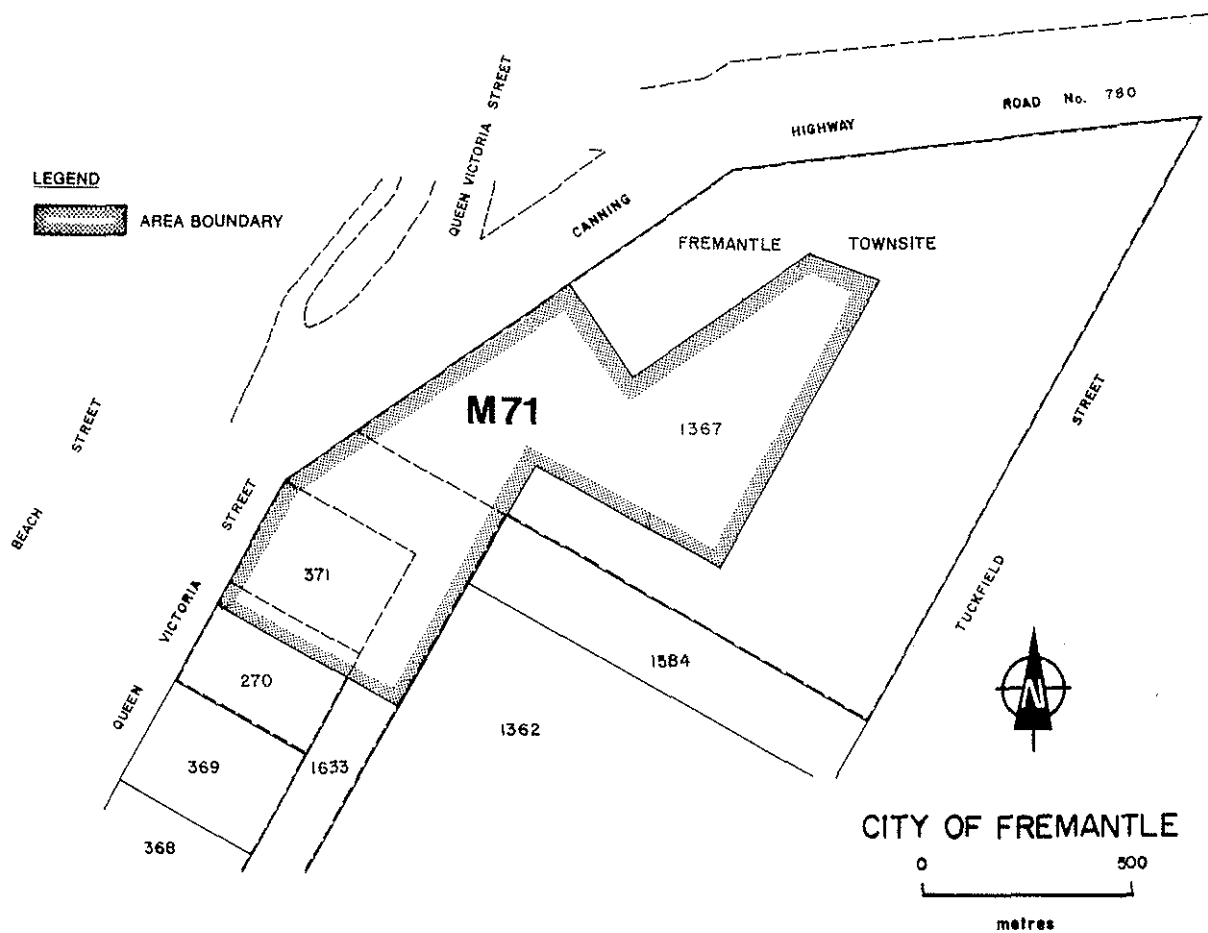 QUEEN VICTORIA STREET
ROAD No. 780
HIGHWAY
CANNING
LEGEND
AREA BOUNDARY
FREMANTLE TOWNSITE
M71
1367
STREET
TUCKFIELD
BEACH STREET
QUEEN VICTORIA STREET
371
270
1584
1362
369
1633
368
N
CITY OF FREMANTLE
0 500
metres